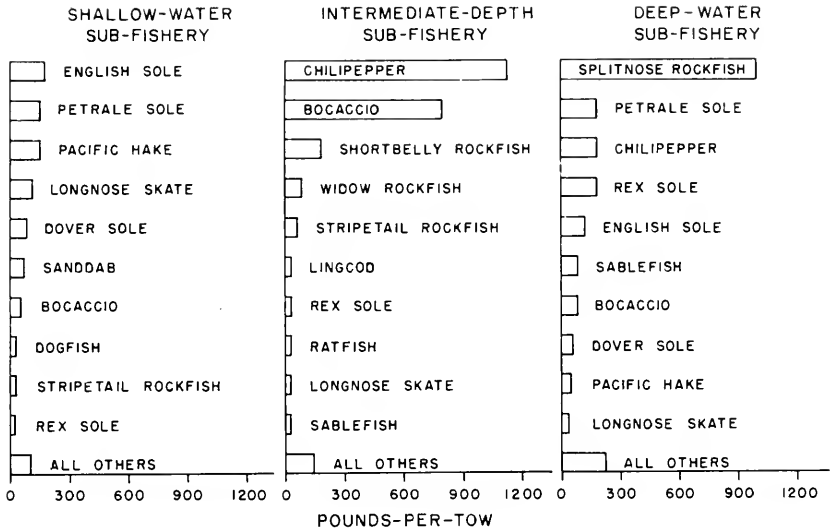 SHALLOW-WATER
SUB-FISHERY
ENGLISH SOLE
PETRALE SOLE
PACIFIC HAKE
LONGNOSE SKATE
DOVER SOLE
SANDDAB
BOCACCIO
DOGFISH
STRIPETAIL ROCKFISH
REX SOLE
ALL OTHERS
0 300 600 900 1200
INTERMEDIATE-DEPTH
SUB-FISHERY
CHILIPEPPER
BOCACCIO
SHORTBELLY ROCKFISH
WIDOW ROCKFISH
STRIPETAIL ROCKFISH
LINGCOD
REX SOLE
RATFISH
LONGNOSE SKATE
SABLEFISH
ALL OTHERS
0 300 600 900 1200
DEEP-WATER
SUB-FISHERY
SPLITNOSE ROCKFISH
PETRALE SOLE
CHILIPEPPER
REX SOLE
ENGLISH SOLE
SABLEFISH
BOCACCIO
DOVER SOLE
PACIFIC HAKE
LONGNOSE SKATE
ALL OTHERS
0 300 600 900 1200
POUNDS-PER-TOW